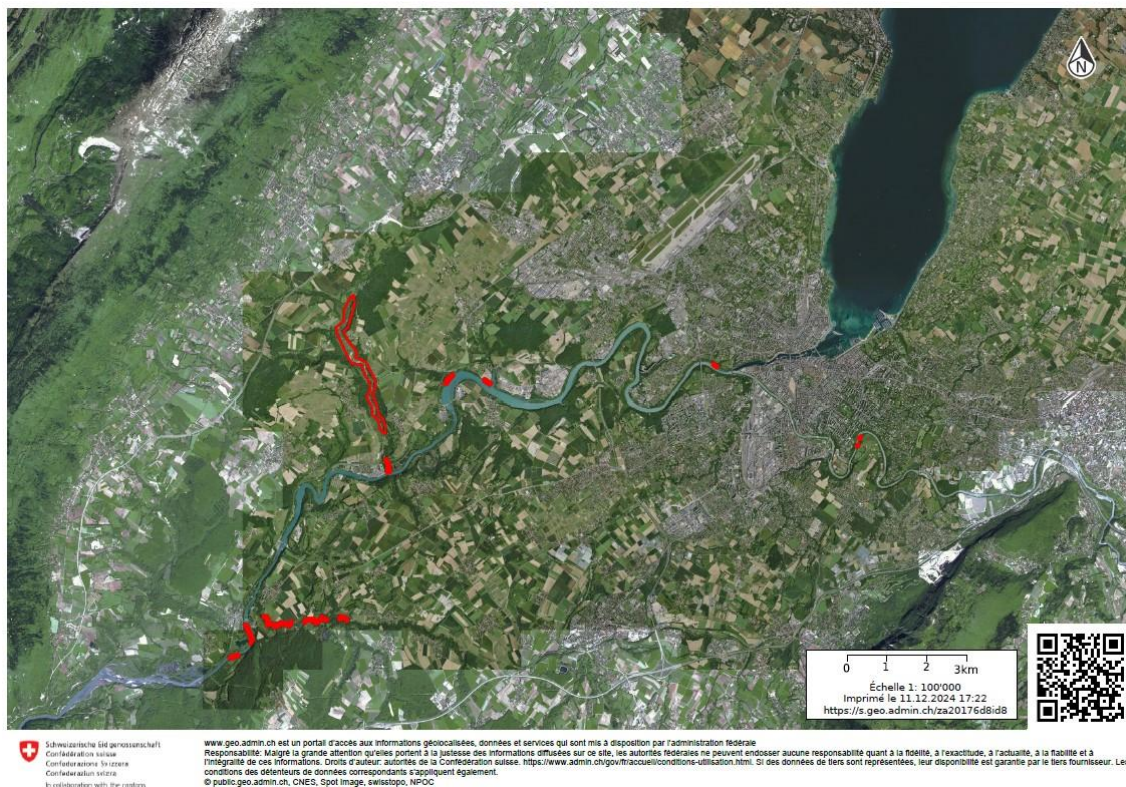 N
0 1 2 3km
Échelle 1: 100'000
Imprimé le 11.12.2024 17:22
https://s.geo.admin.ch/za20176d8id8
Schweizerische Eidgenossenschaft
Confédération suisse
Confederazione Svizzera
Confederaziun svizra
In collaboration with the cantons
www.geo.admin.ch est un portail d'accès aux informations géolocalisées, données et services qui sont mis à disposition par l'administration fédérale
Responsabilité: Malgré la grande attention qu'elles portent à la justesse des informations diffusées sur ce site, les autorités fédérales ne peuvent endosser aucune responsabilité quant à la fidélité, à l'exactitude, à l'actualité, à la fiabilité et à
l'intégralité de ces informations. Droits d'auteur: autorités de la Confédération suisse. https://www.admin.ch/gov/fr/accueil/conditions-utilisation.html. Si des données de tiers sont représentées, leur disponibilité est garantie par le tiers fournisseur. Les
conditions des détenteurs de données correspondants s'appliquent également.
© public.geo.admin.ch, CNES, Spot Image, swisstopo, NPOC